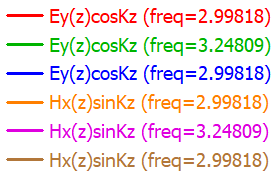 Ey(z)cosKz (freq=2.99818)
Ey(z)cosKz (freq=3.24809)
Ey(z)cosKz (freq=2.99818)
Hx(z)sinKz (freq=2.99818)
Hx(z)sinKz (freq=3.24809)
Hx(z)sinKz (freq=2.99818)